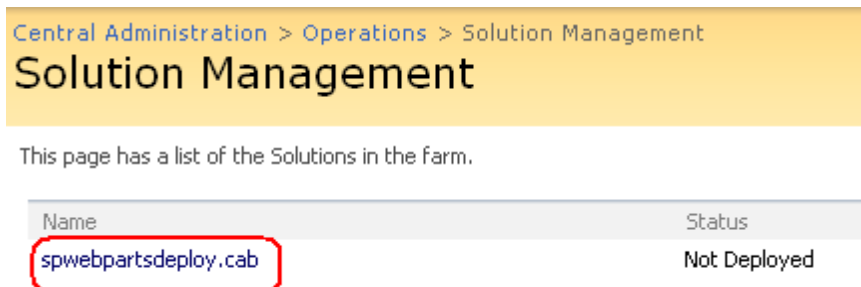 Central Administration > Operations > Solution Management
Solution Management
This page has a list of the Solutions in the farm.
Name Status
spwebpartsdeploy.cab Not Deployed